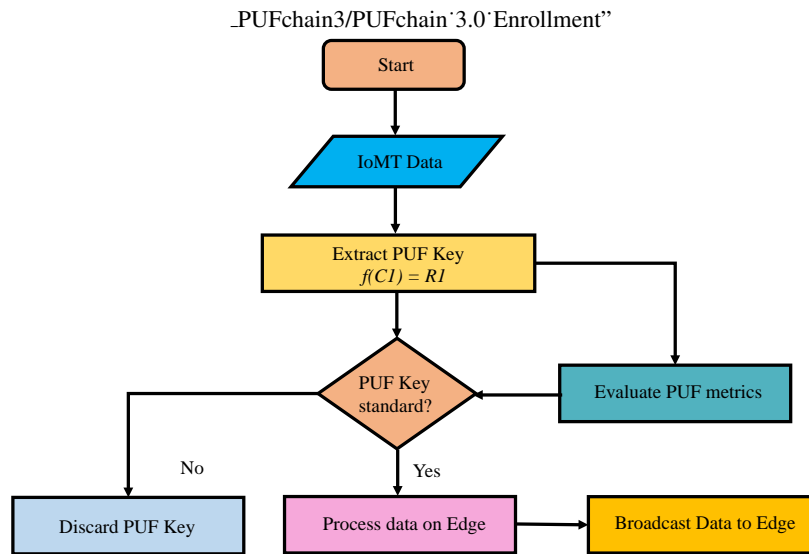 _PUFchain3/PUFchain˙3.0˙Enrollment”
Start
IoMT Data
Extract PUF Key
f(C1) = R1
PUF Key
standard?
Evaluate PUF metrics
No
Yes
Discard PUF Key
Process data on Edge
Broadcast Data to Edge